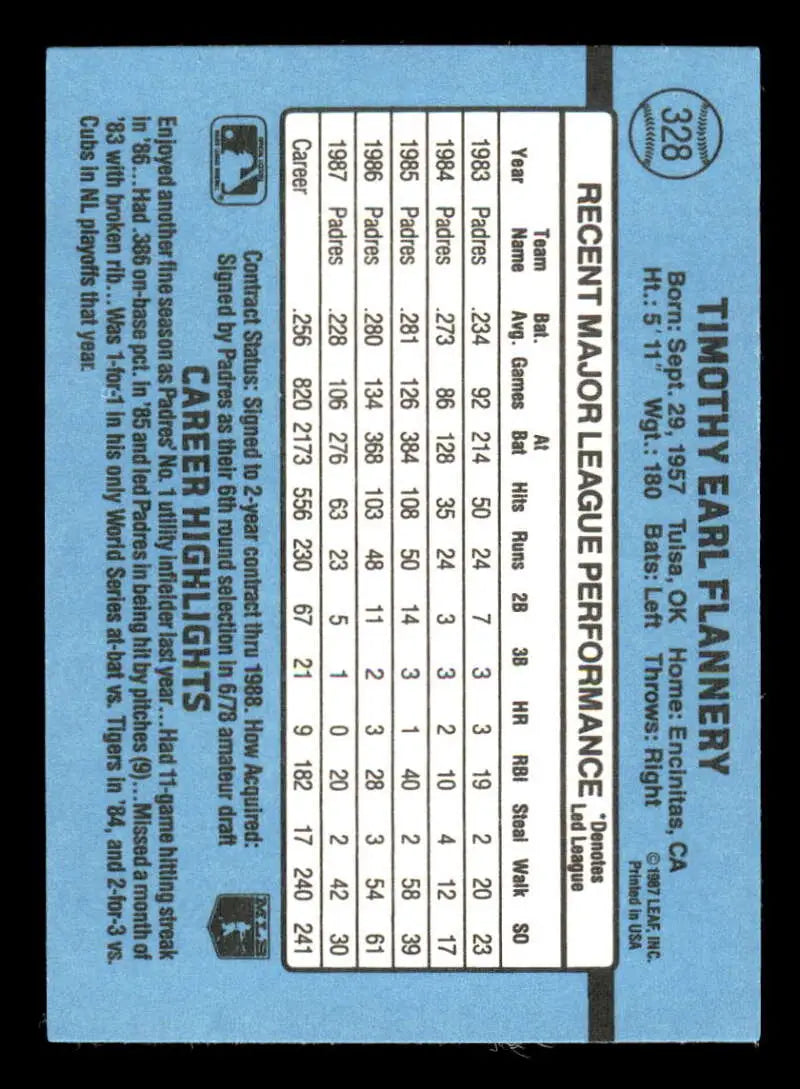 328
TIMOTHY EARL FLANNERY
Born: Sept. 29, 1957 Tulsa, OK Home: Encinitas, CA
Ht.: 5' 11" Wgt.: 180 Bats: Left Throws: Right
©1987 LEAF, INC.
Printed in USA
RECENT MAJOR LEAGUE PERFORMANCE *Denotes Led League
Year Team Name Bat. Avg. Games At Bat Hits Runs 2B 3B HR RBI Steal Walk SO
1983 Padres .234 92 214 50 24 7 3 3 19 2 20 23
1984 Padres .273 86 128 35 24 3 3 2 10 4 12 17
1985 Padres .281 126 384 108 50 14 3 1 40 2 58 39
1986 Padres .280 134 368 103 48 11 2 3 28 3 54 61
1987 Padres .228 106 276 63 23 5 1 0 20 2 42 30
Career .256 820 2173 556 230 67 21 9 182 17 240 241
Contract Status: Signed to 2-year contract thru 1988. How Acquired:
Signed by Padres as their 6th round selection in 6/78 amateur draft
MLB
CAREER HIGHLIGHTS
Enjoyed another fine season as Padres' No. 1 utility infielder last year...Had 11-game hitting streak
in '86...Had .386 on-base pct. in '85 and led Padres in being hit by pitches (9)...Missed a month of
'83 with broken rib...Was 1-for-1 in his only World Series at-bat vs. Tigers in '84, and 2-for-3 vs.
Cubs in NL playoffs that year.